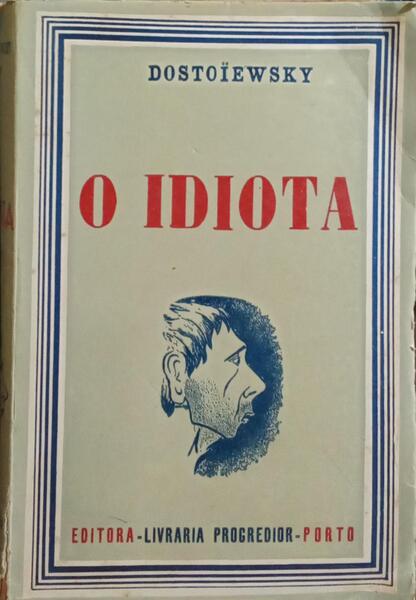 DOSTOÏEWSKY
O IDIOTA
EDITORA-LIVRARIA PROGREDIOR-PORTO